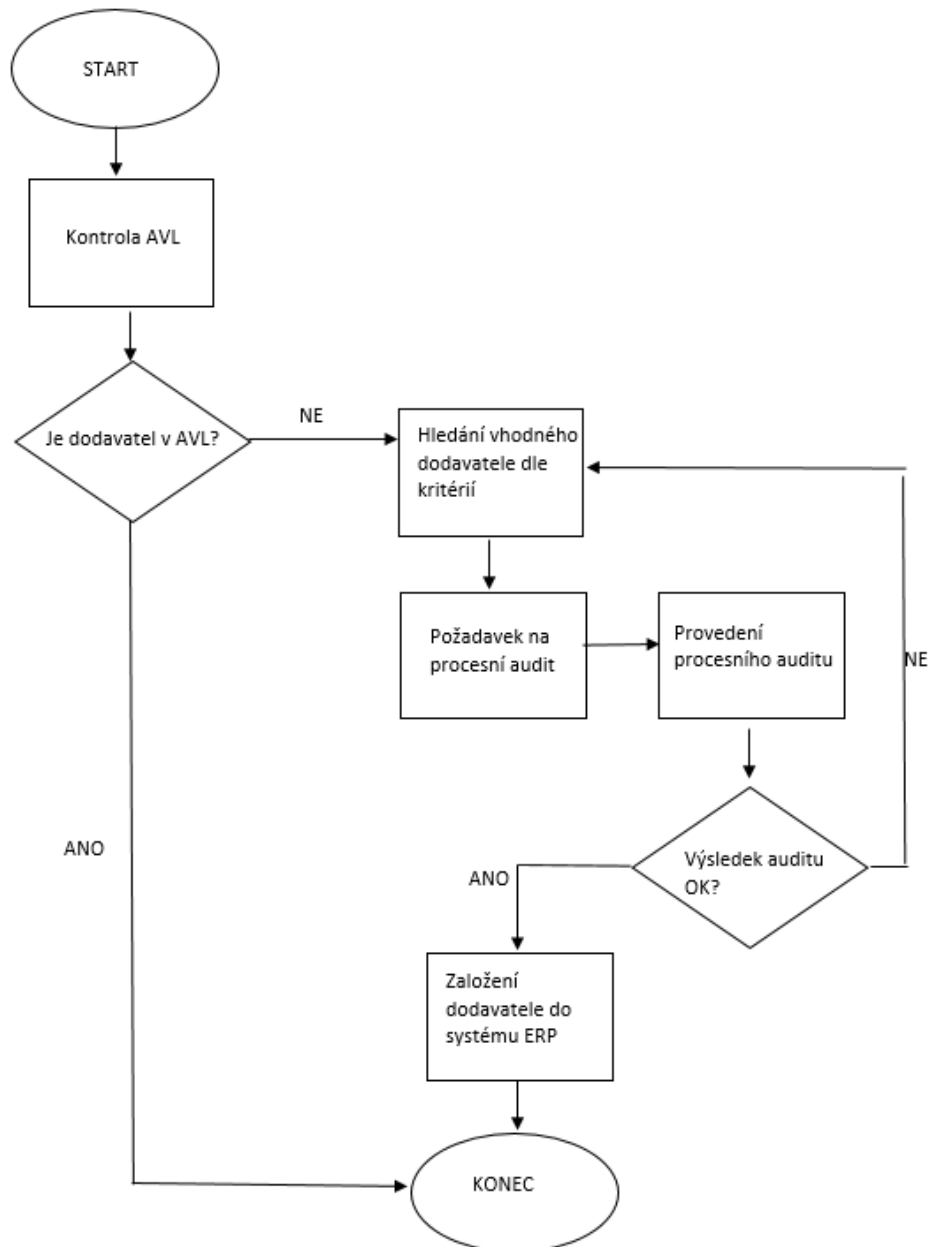 START
Kontrola AVL
Je dodavatel v AVL?
NE
Hledání vhodného
dodavatele dle
kritérií
Požadavek na
procesní audit
Provedení
procesního auditu
NE
Výsledek auditu
OK?
ANO
ANO
Založení
dodavatele do
systému ERP
KONEC